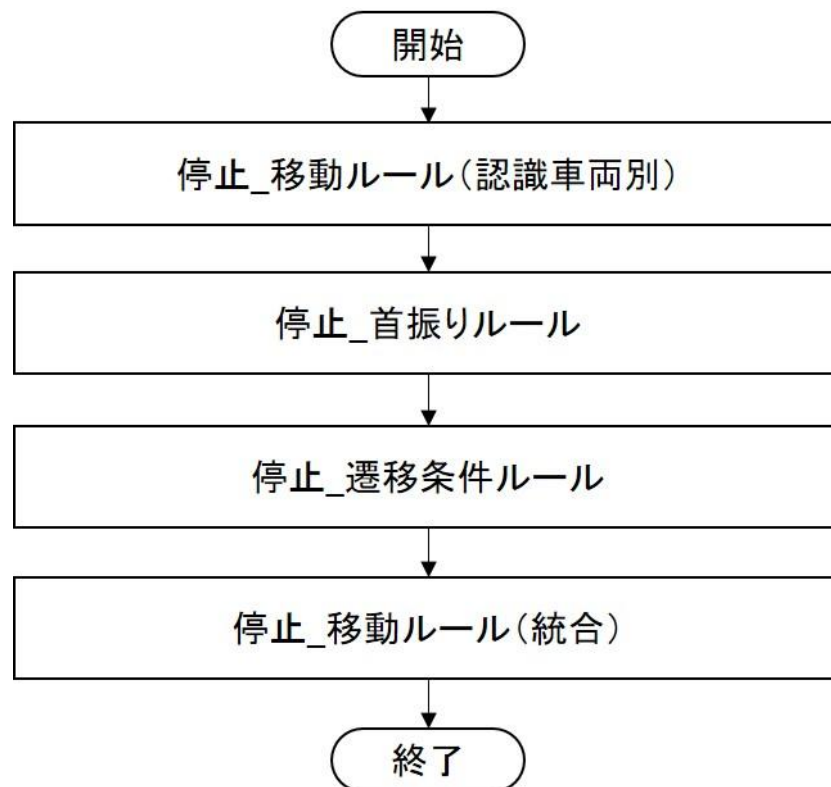 開始
停止_移動ルール（認識車両別）
停止_首振りルール
停止_遷移条件ルール
停止_移動ルール（統合）
終了